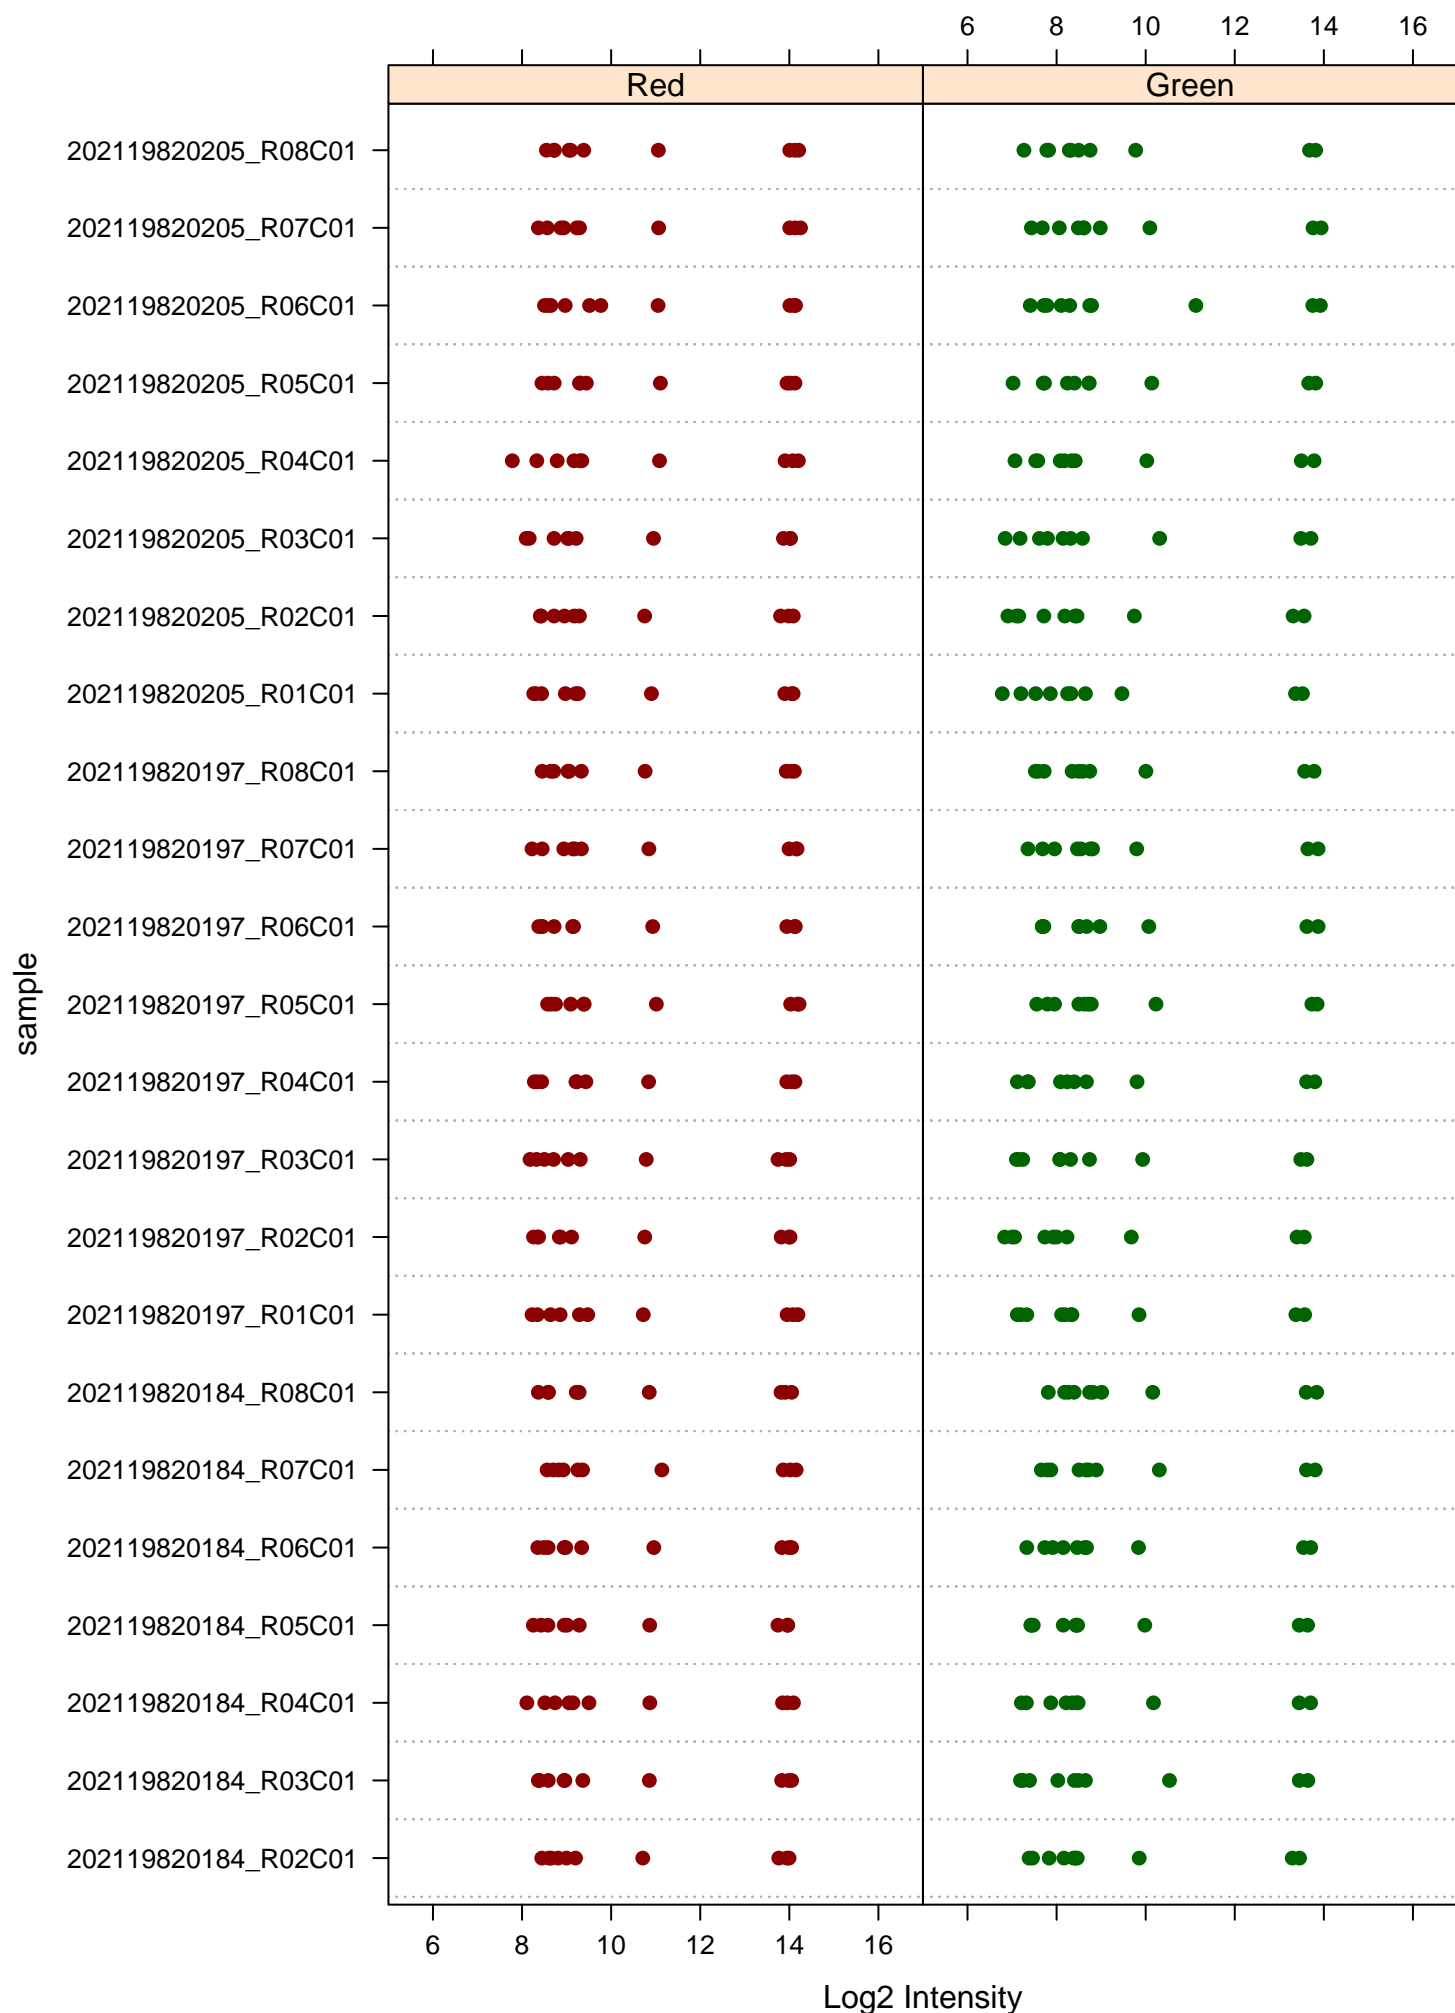 6 8 10 12 14 16
Red Green
202119820205_R08C01
202119820205_R07C01
202119820205_R06C01
202119820205_R05C01
202119820205_R04C01
202119820205_R03C01
202119820205_R02C01
202119820205_R01C01
202119820197_R08C01
202119820197_R07C01
202119820197_R06C01
202119820197_R05C01
202119820197_R04C01
202119820197_R03C01
202119820197_R02C01
202119820197_R01C01
202119820184_R08C01
202119820184_R07C01
202119820184_R06C01
202119820184_R05C01
202119820184_R04C01
202119820184_R03C01
202119820184_R02C01
sample
6 8 10 12 14 16
Log2 Intensity